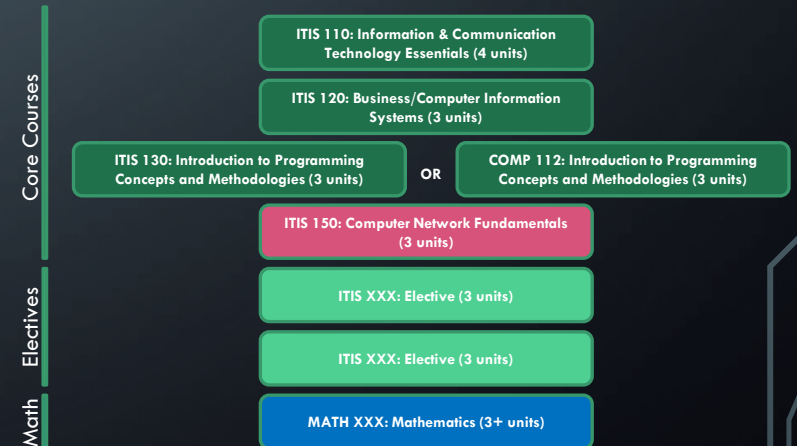 Core Courses
ITIS 110: Information & Communication
Technology Essentials (4 units)
ITIS 120: Business/Computer Information
Systems (3 units)
ITIS 130: Introduction to Programming
Concepts and Methodologies (3 units)
OR
COMP 112: Introduction to Programming
Concepts and Methodologies (3 units)
ITIS 150: Computer Network Fundamentals
(3 units)
Electives
ITIS XXX: Elective (3 units)
ITIS XXX: Elective (3 units)
Math
MATH XXX: Mathematics (3+ units)